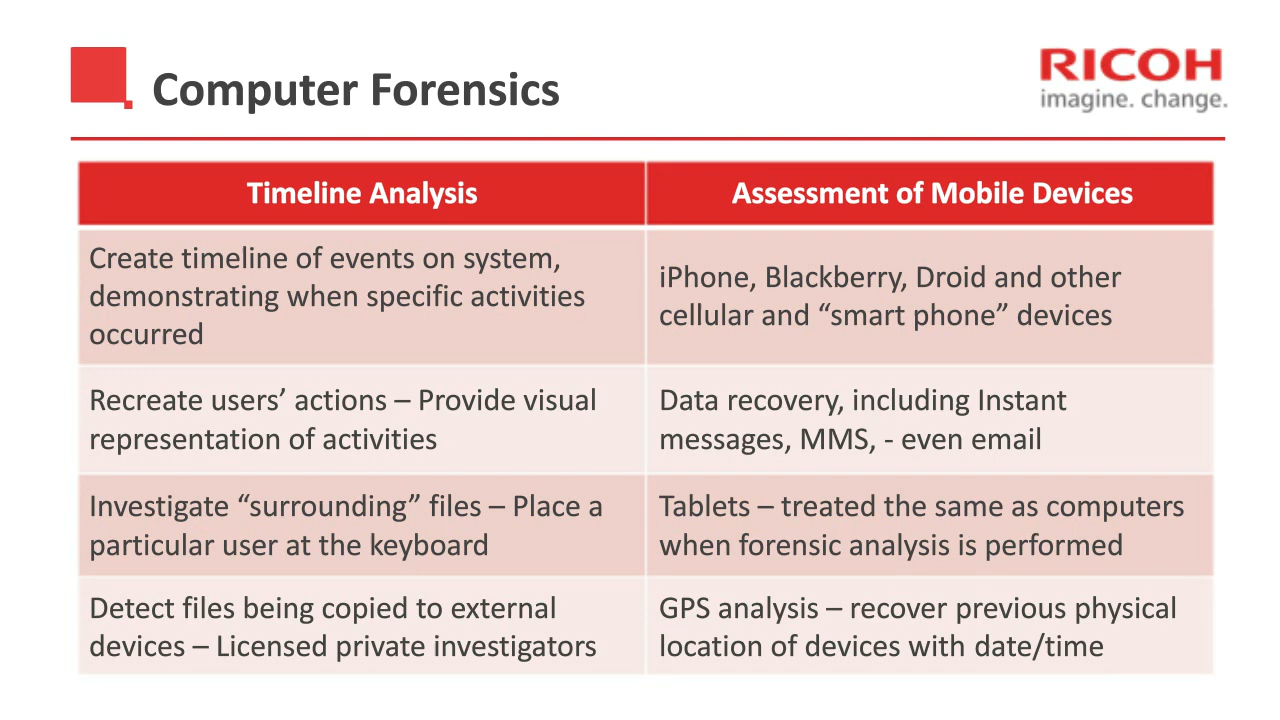 Computer Forensics
RICOH
imagine. change.
Timeline Analysis
Assessment of Mobile Devices
Create timeline of events on system,
demonstrating when specific activities
occurred
iPhone, Blackberry, Droid and other
cellular and “smart phone” devices
Recreate users’ actions – Provide visual
representation of activities
Data recovery, including Instant
messages, MMS, - even email
Investigate “surrounding” files – Place a
particular user at the keyboard
Tablets – treated the same as computers
when forensic analysis is performed
Detect files being copied to external
devices – Licensed private investigators
GPS analysis – recover previous physical
location of devices with date/time